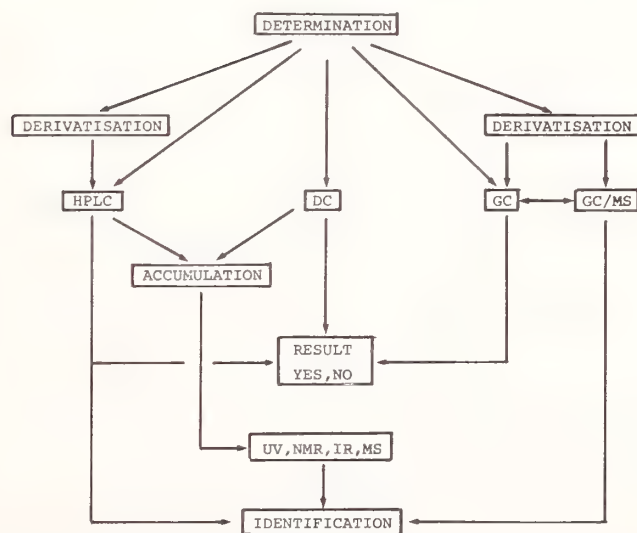 DETERMINATION
DERIVATISATION
DERIVATISATION
HPLC
DC
GC
GC/MS
ACCUMULATION
RESULT
YES,NO
UV,NMR,IR,MS
IDENTIFICATION